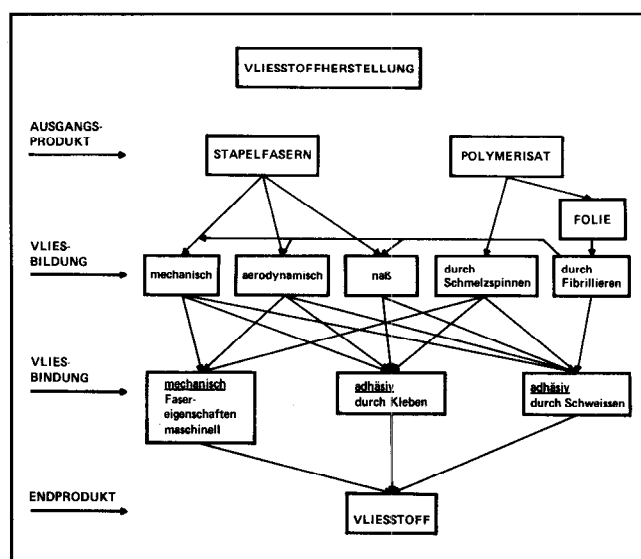 VLIESSTOFFHERSTELLUNG
AUSGANGS-
PRODUKT
STAPELFASERN
POLYMERISAT
FOLIE
VLIES-
BILDUNG
mechanisch
aerodynamisch
naß
durch
Schmelzspinnen
durch
Fibrillieren
VLIES-
BINDUNG
mechanisch
Faser-
eigenschaften
maschinell
adhäsiv
durch Kleben
adhäsiv
durch Schweissen
ENDPRODUKT
VLIESSTOFF